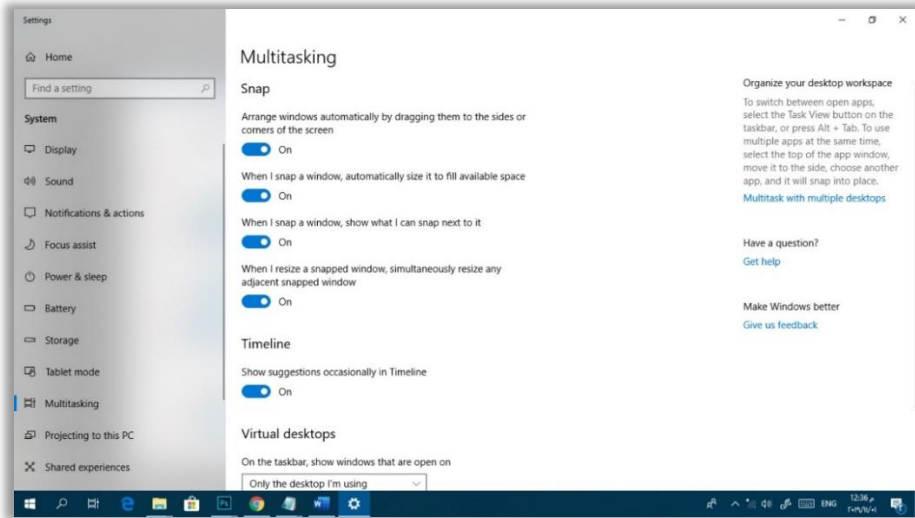 Settings
Home
Find a setting
System
Display
Sound
Notifications & actions
Focus assist
Power & sleep
Battery
Storage
Tablet mode
Multitasking
Projecting to this PC
Shared experiences
Multitasking
Snap
Arrange windows automatically by dragging them to the sides or
corners of the screen
On
When I snap a window, automatically size it to fill available space
On
When I snap a window, show what I can snap next to it
On
When I resize a snapped window, simultaneously resize any
adjacent snapped window
On
Timeline
Show suggestions occasionally in Timeline
On
Virtual desktops
On the taskbar, show windows that are open on
Only the desktop I'm using
Organize your desktop workspace
To switch between open apps,
select the Task View button on the
taskbar, or press Alt + Tab. To use
multiple apps at the same time,
select the top of the app window,
move it to the side, choose another
app, and it will snap into place.
Multitask with multiple desktops
Have a question?
Get help
Make Windows better
Give us feedback
Ps
ENG
12:36 م